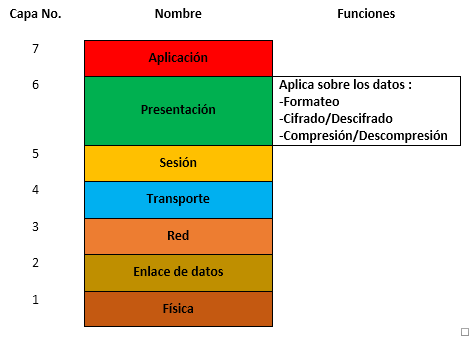 Capa No. Nombre Funciones
7 Aplicación
6 Presentación
Aplica sobre los datos :
-Formateo
-Cifrado/Descifrado
-Compresión/Descompresión
5 Sesión
4 Transporte
3 Red
2 Enlace de datos
1 Física